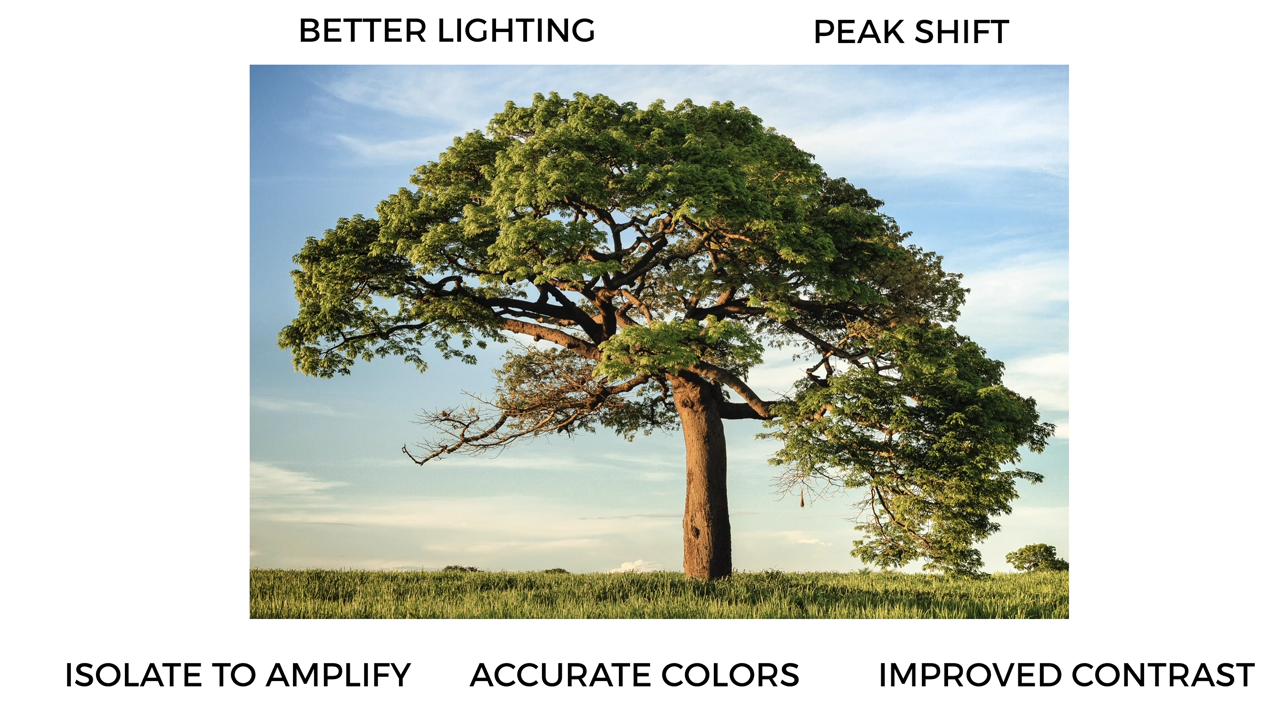 BETTER LIGHTING
PEAK SHIFT
ISOLATE TO AMPLIFY
ACCURATE COLORS
IMPROVED CONTRAST